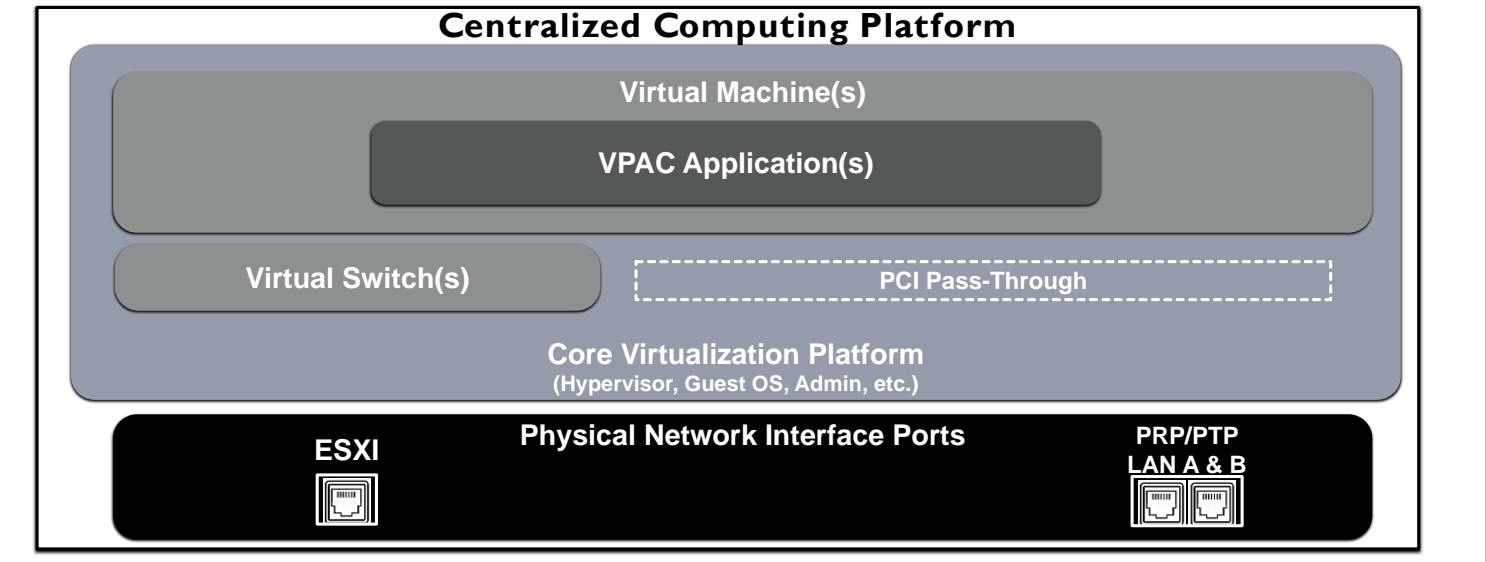 Centralized Computing Platform
Virtual Machine(s)
VPAC Application(s)
Virtual Switch(s)
PCI Pass-Through
Core Virtualization Platform
(Hypervisor, Guest OS, Admin, etc.)
Physical Network Interface Ports
ESXI
PRP/PTP
LAN A & B